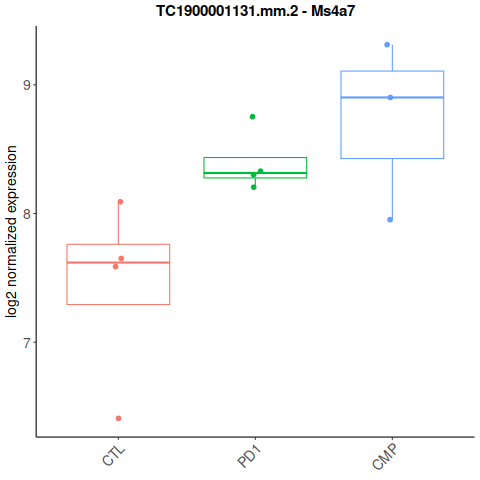 TC1900001131.mm.2 - Ms4a7
log2 normalized expression
9
8
7
CTL
PD1
CMP